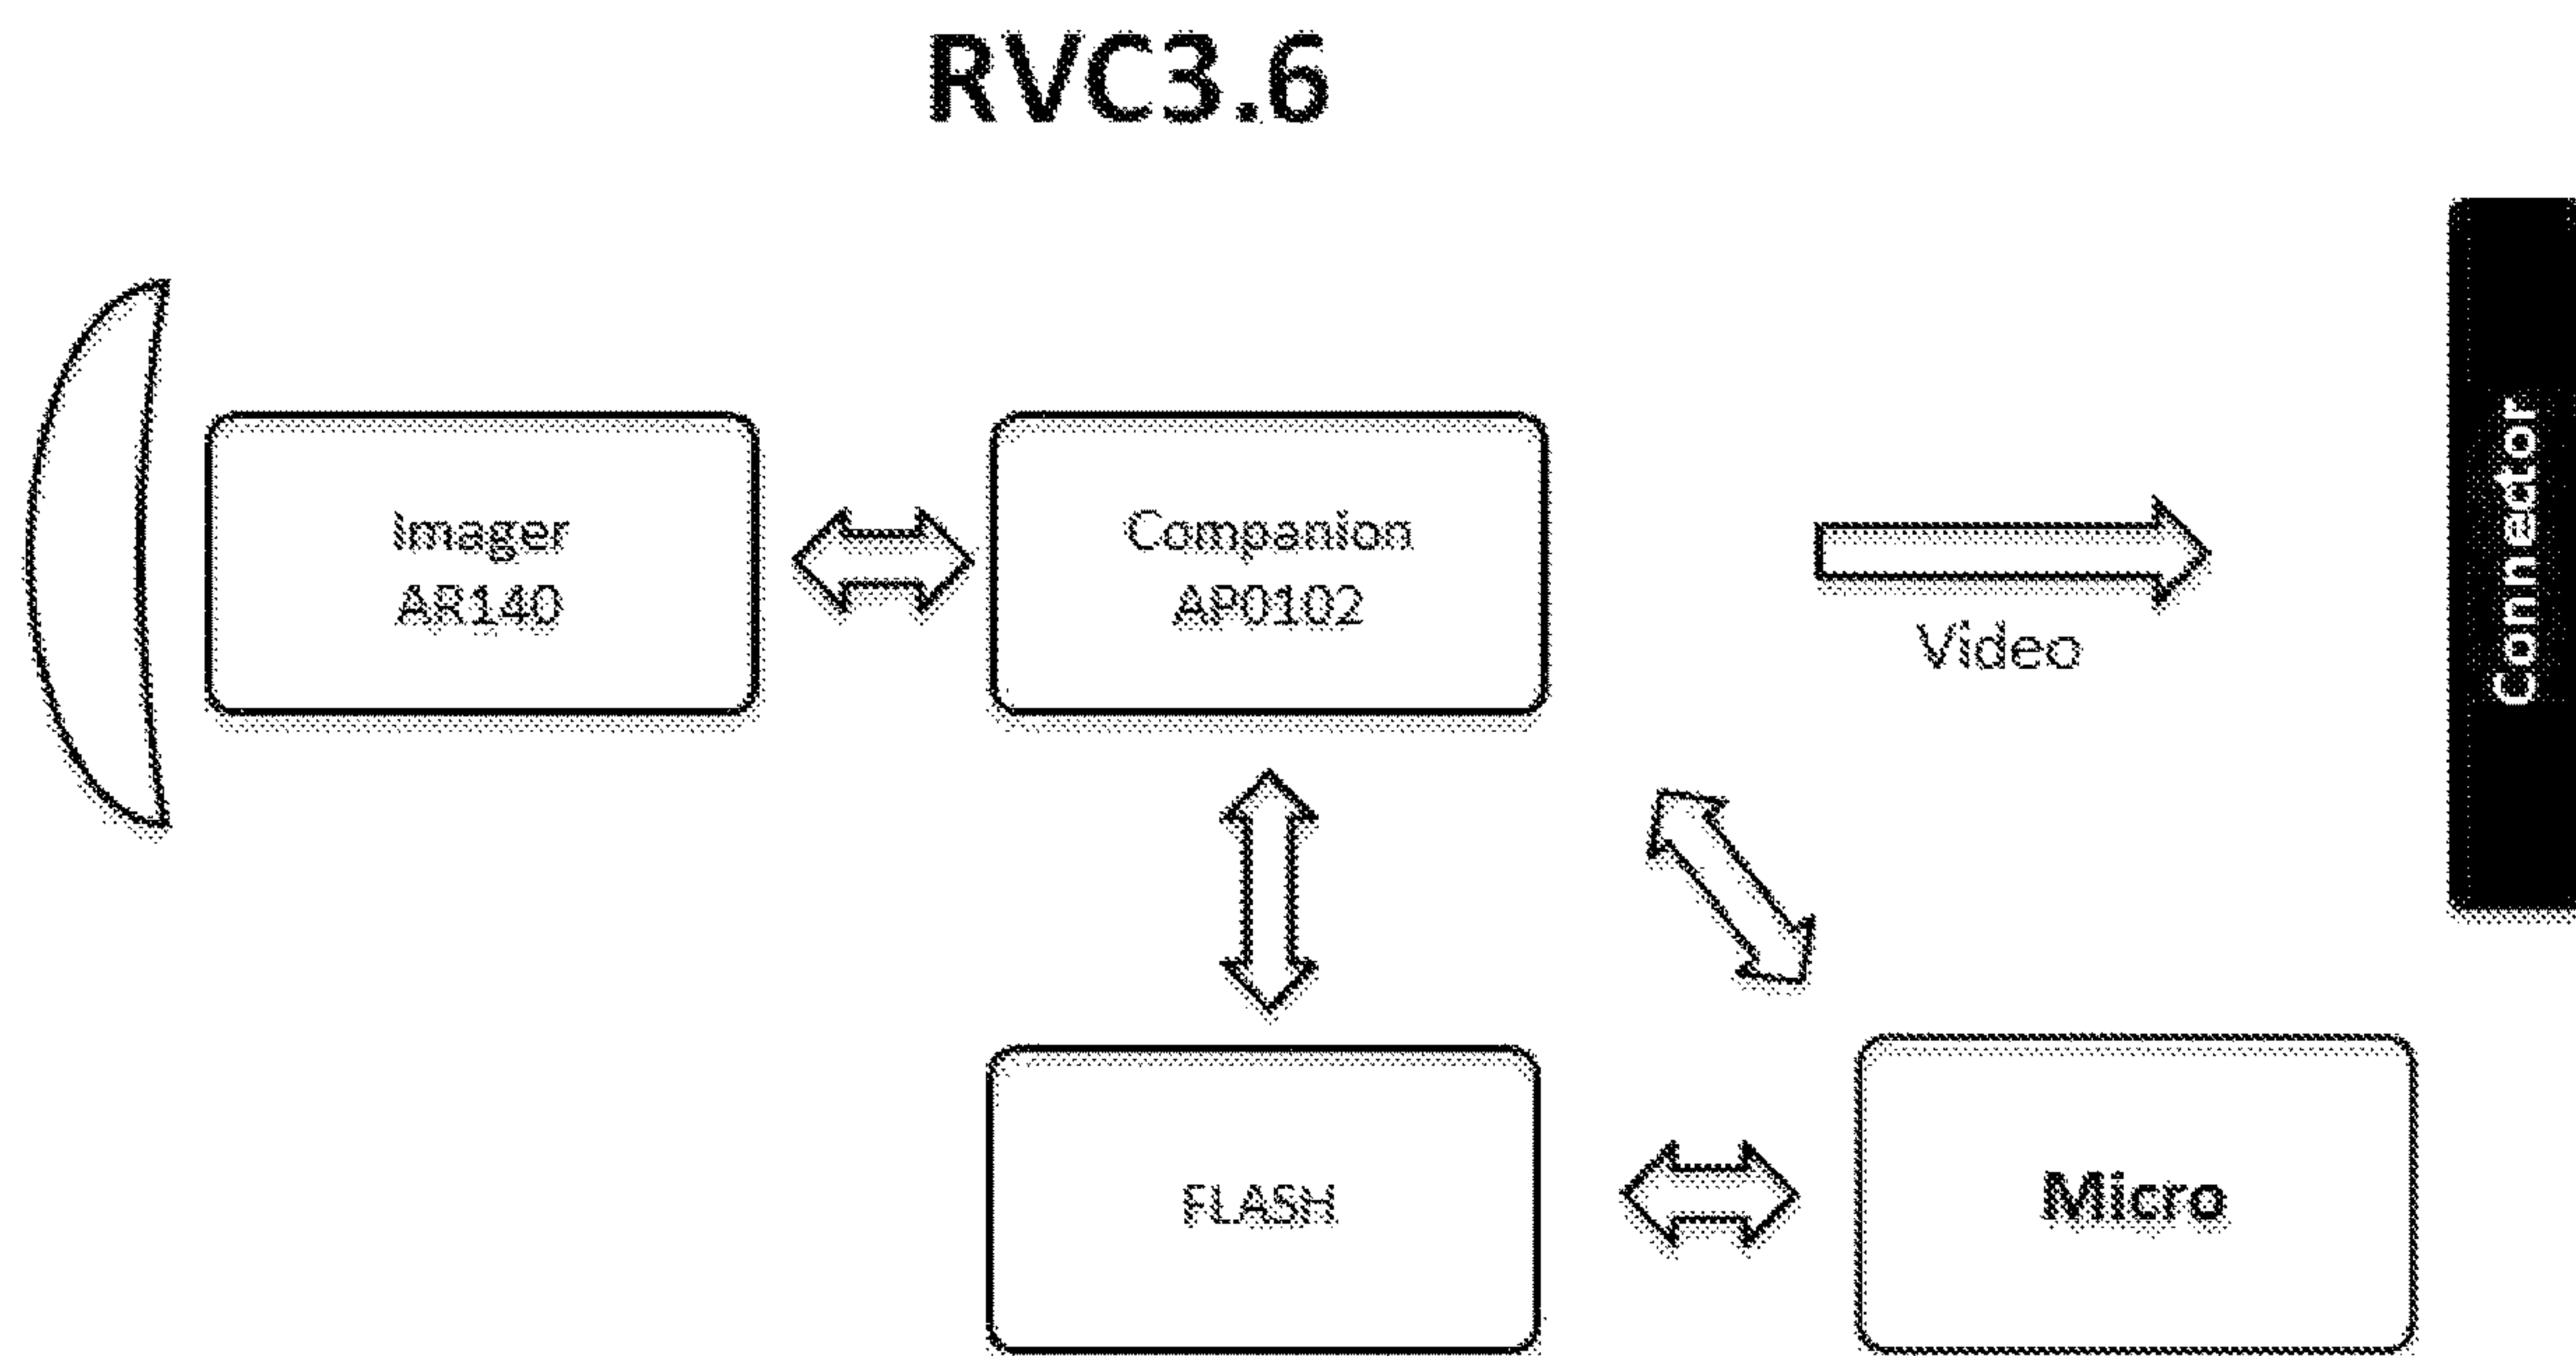 RVC3.6
Imager
AR140
Companion
AP0102
Video
Connector
FLASH
Micro